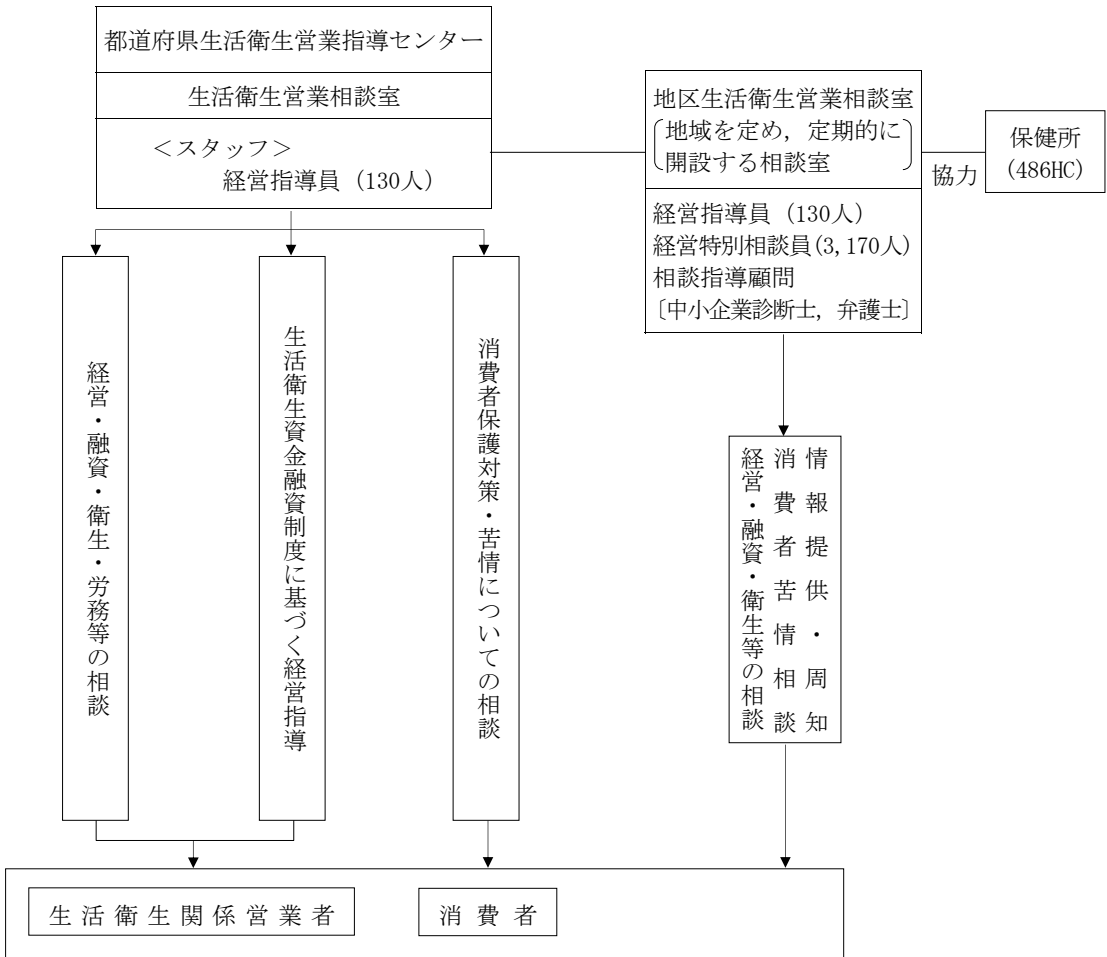 都道府県生活衛生営業指導センター
生活衛生営業相談室
＜スタッフ＞
経営指導員（130人）
地区生活衛生営業相談室
〔地域を定め，定期的に
開設する相談室〕
経営指導員（130人）
経営特別相談員(3,170人)
相談指導顧問
〔中小企業診断士，弁護士〕
協力
保健所
(486HC)
経営・融資・衛生・労務等の相談
生活衛生資金融資制度に基づく経営指導
消費者保護対策・苦情についての相談
情報提供・周知
消費者苦情相談
経営・融資・衛生等の相談
生活衛生関係営業者
消費者